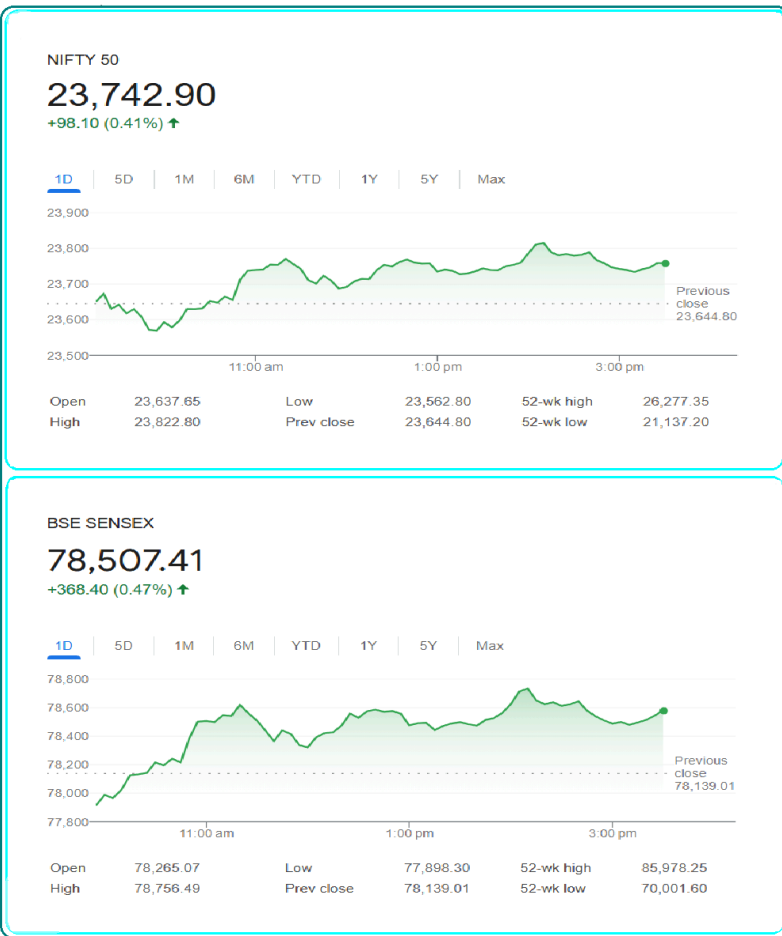 NIFTY 50
23,742.90
+98.10 (0.41%) ↑
1D 5D 1M 6M YTD 1Y 5Y Max
23,900
23,800
23,700
23,600
23,500
Previous
close
23,644.80
11:00 am 1:00 pm 3:00 pm
Open 23,637.65 Low 23,562.80 52-wk high 26,277.35
High 23,822.80 Prev close 23,644.80 52-wk low 21,137.20
BSE SENSEX
78,507.41
+368.40 (0.47%) ↑
1D 5D 1M 6M YTD 1Y 5Y Max
78,800
78,600
78,400
78,200
78,000
77,800
Previous
close
78,139.01
11:00 am 1:00 pm 3:00 pm
Open 78,265.07 Low 77,898.30 52-wk high 85,978.25
High 78,756.49 Prev close 78,139.01 52-wk low 70,001.60